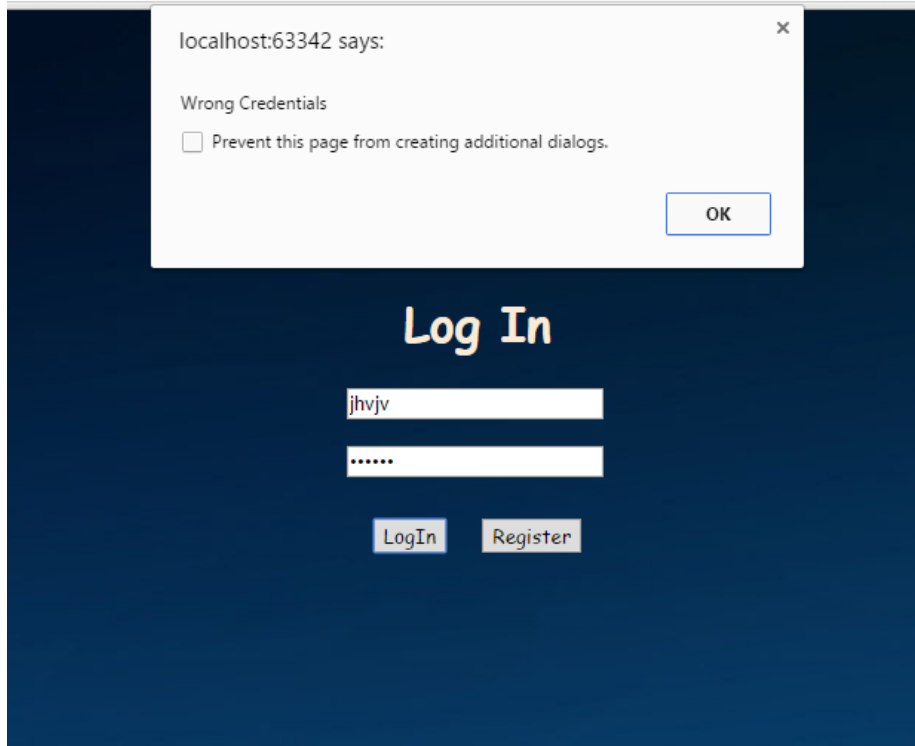 localhost:63342 says:
Wrong Credentials
Prevent this page from creating additional dialogs.
OK
Log In
jhvjv
••••••
LogIn Register